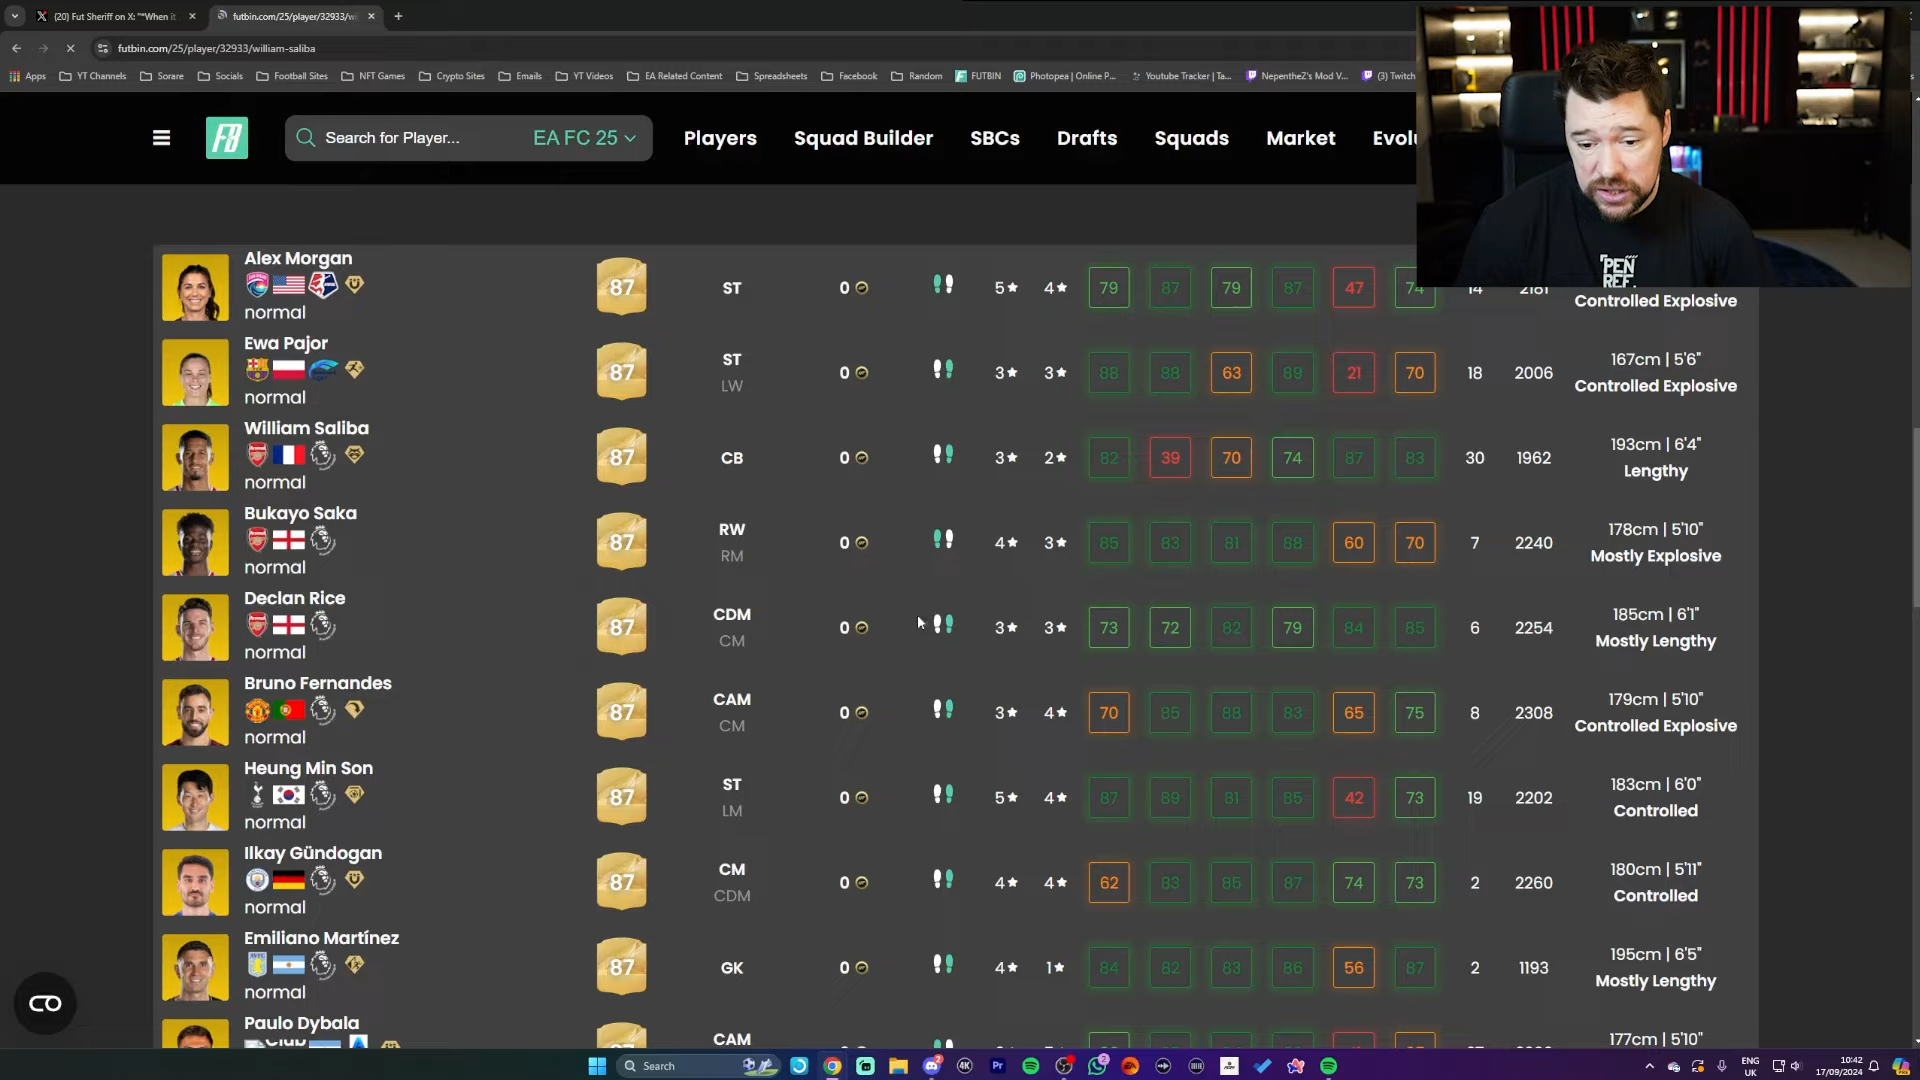 (20) Fut Sheriff on X: "*When it
futbin.com/25/player/32933/wi
futbin.com/25/player/32933/william-saliba
Apps YT Channels Sorare Socials Football Sites NFT Games Crypto Sites Emails YT Videos EA Related Content Spreadsheets Facebook Random FUTBIN Photopea | Online P... Youtube Tracker | Ta... NepentheZ's Mod V... (3) Twitch
Search for Player... EA FC 25 Players Squad Builder SBCs Drafts Squads Market Evolu
PEN
REF.
Alex Morgan
87 ST 0 5★ 4★ 79 87 79 87 47 74 14 2181
Controlled Explosive
normal
Ewa Pajor
87 ST 0 3★ 3★ 88 88 63 89 21 70 18 2006 167cm | 5'6"
LW Controlled Explosive
normal
William Saliba
87 CB 0 3★ 2★ 82 39 70 74 87 83 30 1962 193cm | 6'4"
Lengthy
normal
Bukayo Saka
87 RW 0 4★ 3★ 85 83 81 88 60 70 7 2240 178cm | 5'10"
RM Mostly Explosive
normal
Declan Rice
87 CDM 0 3★ 3★ 73 72 82 79 84 85 6 2254 185cm | 6'1"
CM Mostly Lengthy
normal
Bruno Fernandes
87 CAM 0 3★ 4★ 70 85 88 83 65 75 8 2308 179cm | 5'10"
CM Controlled Explosive
normal
Heung Min Son
87 ST 0 5★ 4★ 87 89 81 85 42 73 19 2202 183cm | 6'0"
LM Controlled
normal
Ilkay Gündogan
87 CM 0 4★ 4★ 62 83 85 87 74 73 2 2260 180cm | 5'11"
CDM Controlled
normal
Emiliano Martínez
87 GK 0 4★ 1★ 84 82 83 86 56 87 2 1193 195cm | 6'5"
Mostly Lengthy
normal
Paulo Dybala
CAM 177cm | 5'10"
Search
ENG
UK
10:42
17/09/2024